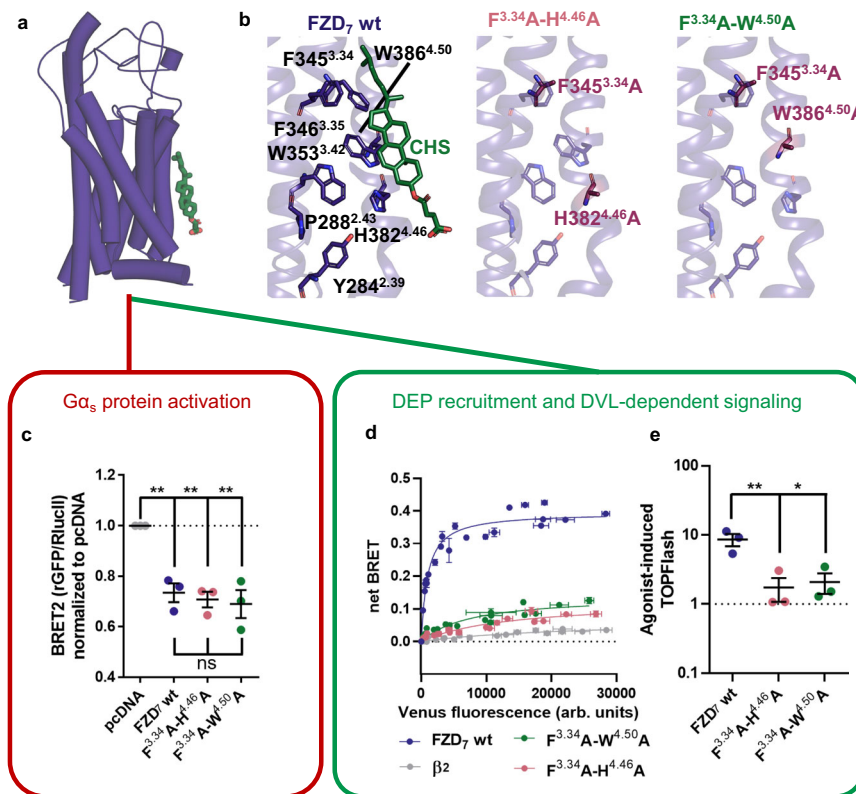 a
b
FZD₇ wt
F³·³⁴A-H⁴·⁴⁶A
F³·³⁴A-W⁴·⁵⁰A
F345³·³⁴
W386⁴·⁵⁰
F346³·³⁵
W353³·⁴²
CHS
P288²·⁴³
H382⁴·⁴⁶
Y284²·³⁹
F345³·³⁴A
H382⁴·⁴⁶A
F345³·³⁴A
W386⁴·⁵⁰A
Gαₛ protein activation
c
BRET2 (rGFP/RlucII)
normalized to pcDNA
1.2
1.0
0.8
0.6
0.4
** ** **
ns
pcDNA
FZD⁷ wt
F³·³⁴A-H⁴·⁴⁶A
F³·³⁴A-W⁴·⁵⁰A
DEP recruitment and DVL-dependent signaling
d
net BRET
0.5
0.4
0.3
0.2
0.1
0.0
0 10000 20000 30000
Venus fluorescence (arb. units)
FZD₇ wt
F³·³⁴A-W⁴·⁵⁰A
β2
F³·³⁴A-H⁴·⁴⁶A
e
Agonist-induced
TOPFlash
100
10
1
0.1
** *
FZD⁷ wt
F³·³⁴A-H⁴·⁴⁶A
F³·³⁴A-W⁴·⁵⁰A